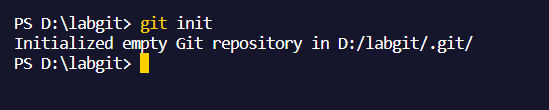 PS D:\labgit> git init
Initialized empty Git repository in D:/labgit/.git/
PS D:\labgit>